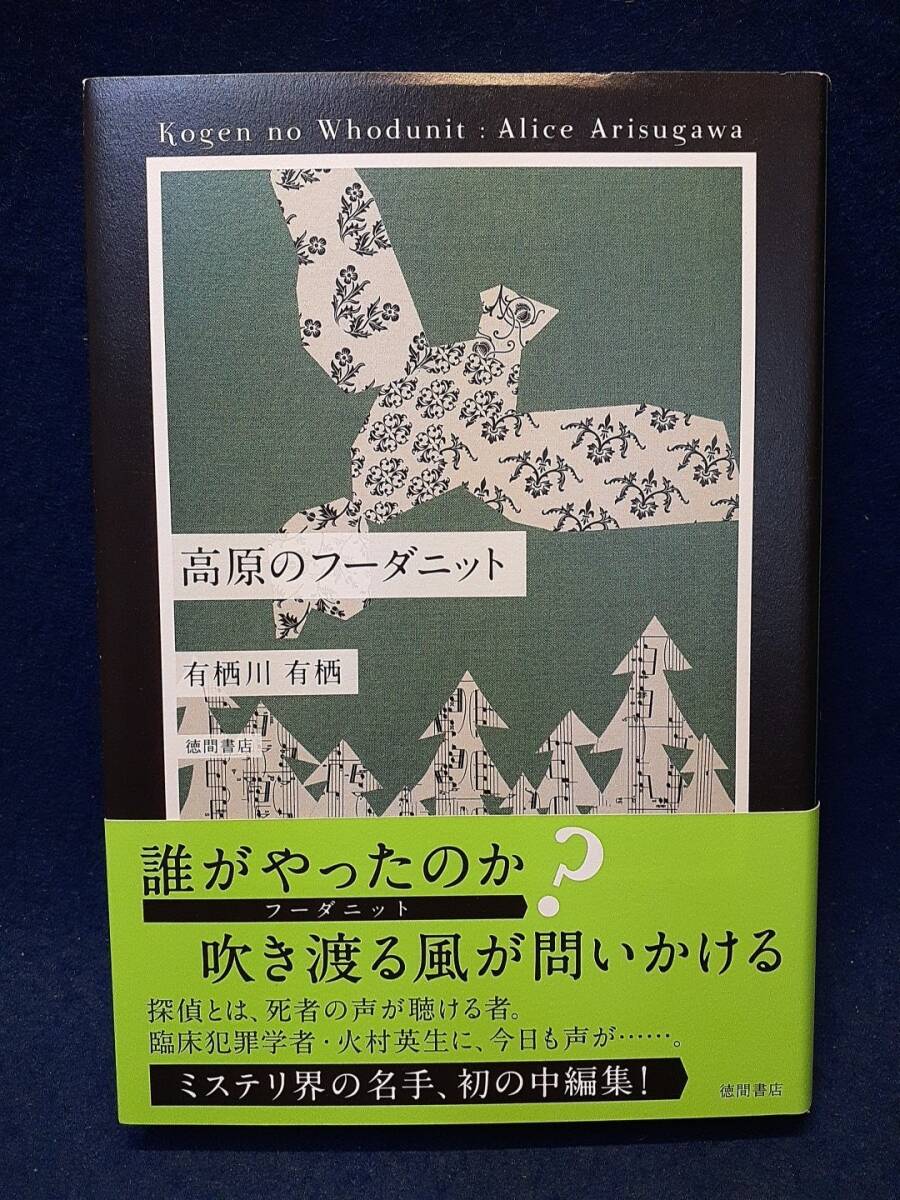 Kogen no Whodunit : Alice Arisugawa
高原のフーダニット
有栖川 有栖
徳間書店
誰がやったのか?
フーダニット
吹き渡る風が問いかける
探偵とは、死者の声が聴ける者。
臨床犯罪学者・火村英生に、今日も声が……。
ミステリ界の名手、初の中編集!
徳間書店